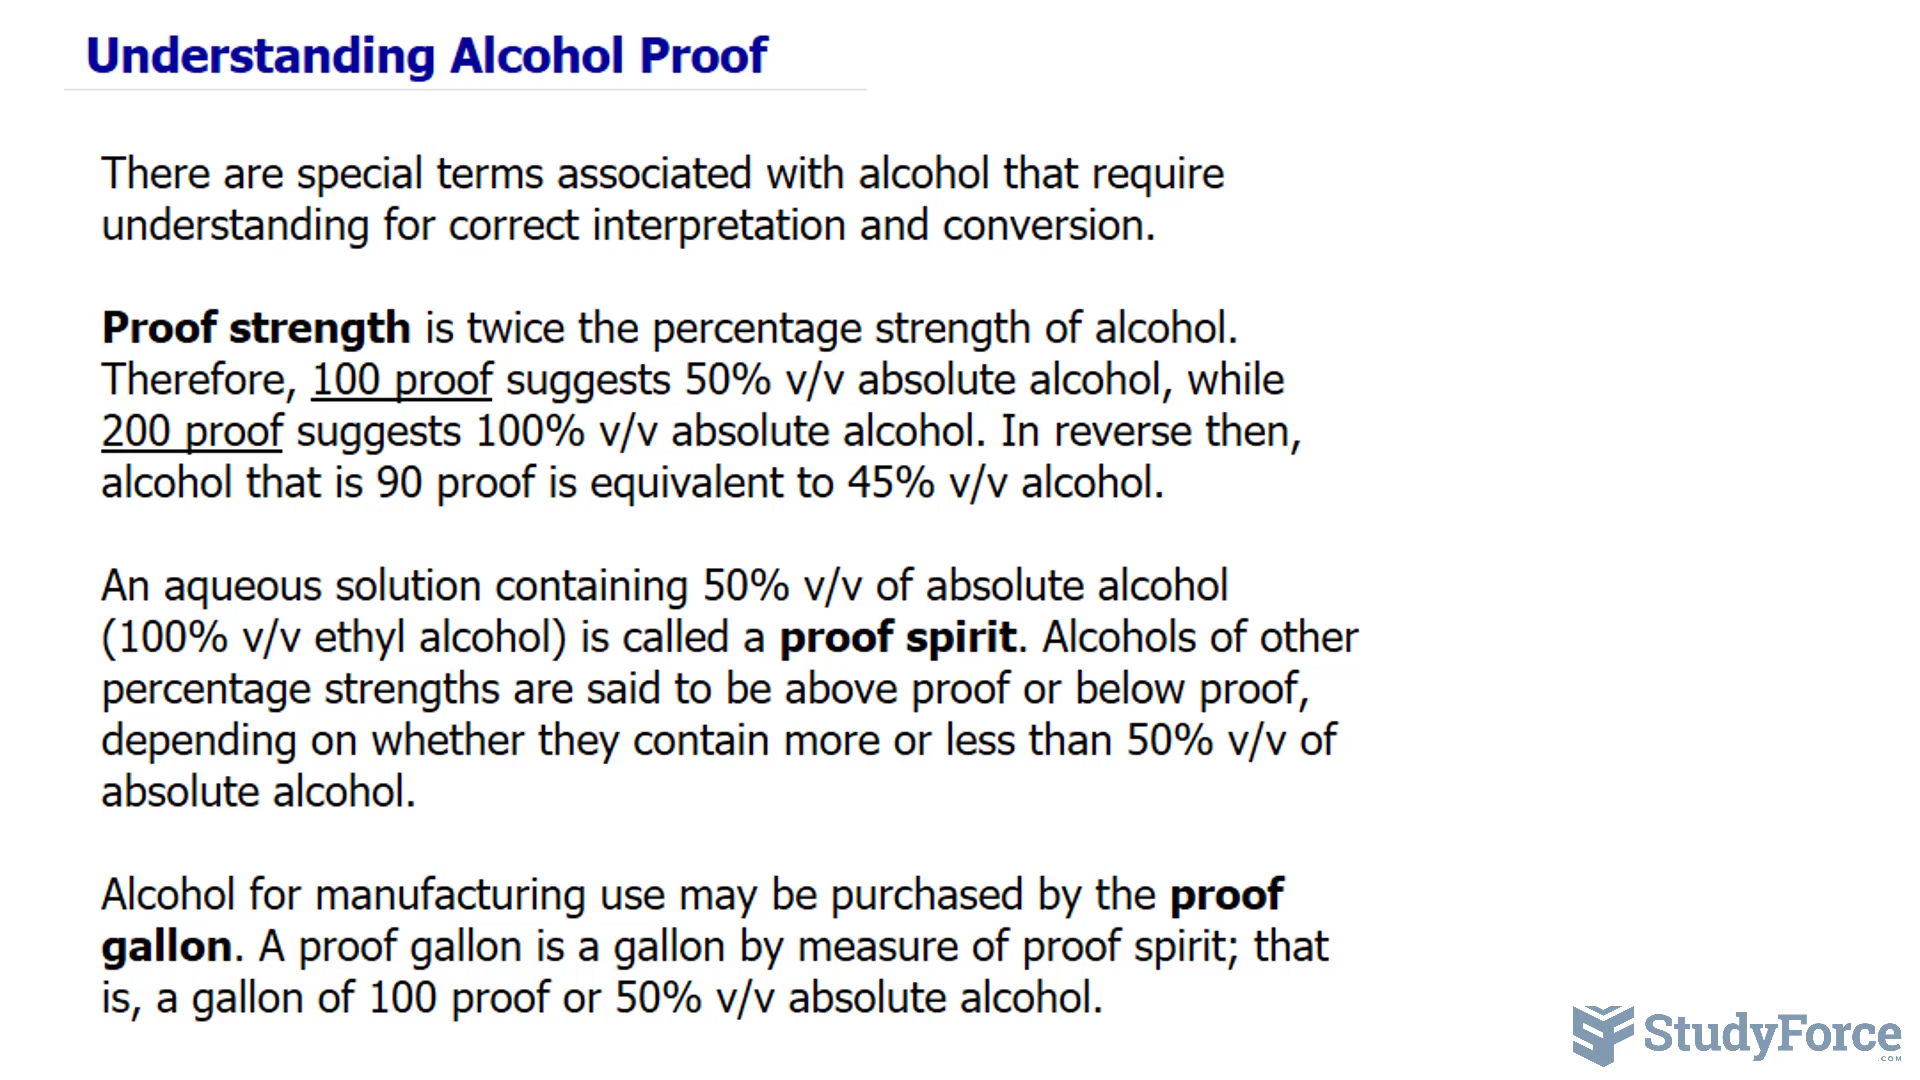 Understanding Alcohol Proof
There are special terms associated with alcohol that require
understanding for correct interpretation and conversion.
Proof strength is twice the percentage strength of alcohol.
Therefore, 100 proof suggests 50% v/v absolute alcohol, while
200 proof suggests 100% v/v absolute alcohol. In reverse then,
alcohol that is 90 proof is equivalent to 45% v/v alcohol.
An aqueous solution containing 50% v/v of absolute alcohol
(100% v/v ethyl alcohol) is called a proof spirit. Alcohols of other
percentage strengths are said to be above proof or below proof,
depending on whether they contain more or less than 50% v/v of
absolute alcohol.
Alcohol for manufacturing use may be purchased by the proof
gallon. A proof gallon is a gallon by measure of proof spirit; that
is, a gallon of 100 proof or 50% v/v absolute alcohol.
StudyForce
.COM